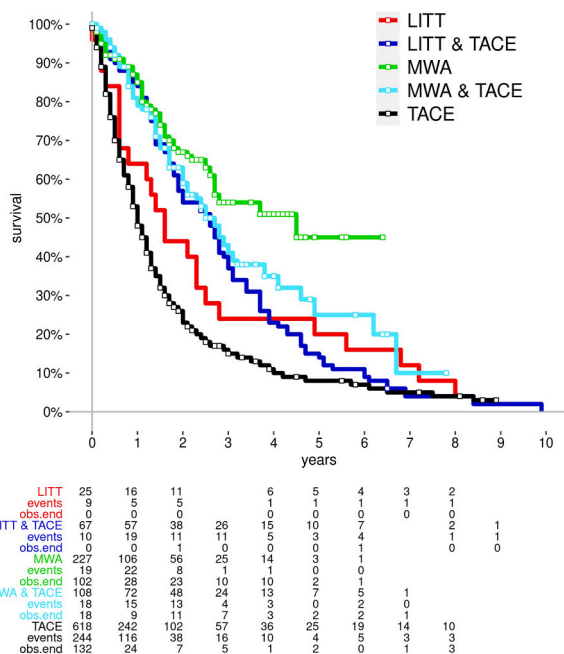 100%
90%
80%
70%
60%
50%
40%
30%
20%
10%
0%
survival
LITT
LITT & TACE
MWA
MWA & TACE
TACE
0 1 2 3 4 5 6 7 8 9 10
years
LITT 25 16 11 6 5 4 3 2
events 9 5 5 1 1 1 1 1
obs.end 0 0 0 0 0 0 0 0
ITT & TACE 67 57 38 26 15 10 7 2 1
events 10 19 11 11 5 3 4 1 1
obs.end 0 0 1 0 0 0 1 0 0
MWA 227 106 56 25 14 3 1
events 19 22 8 1 1 0 0
obs.end 102 28 23 10 10 2 1
WA & TACE 108 72 48 24 13 7 5 1
events 18 15 13 4 3 0 2 0
obs.end 18 9 11 7 3 2 2 1
TACE 618 242 102 57 36 25 19 14 10
events 244 116 38 16 10 4 5 3 3
obs.end 132 24 7 5 1 2 0 1 3